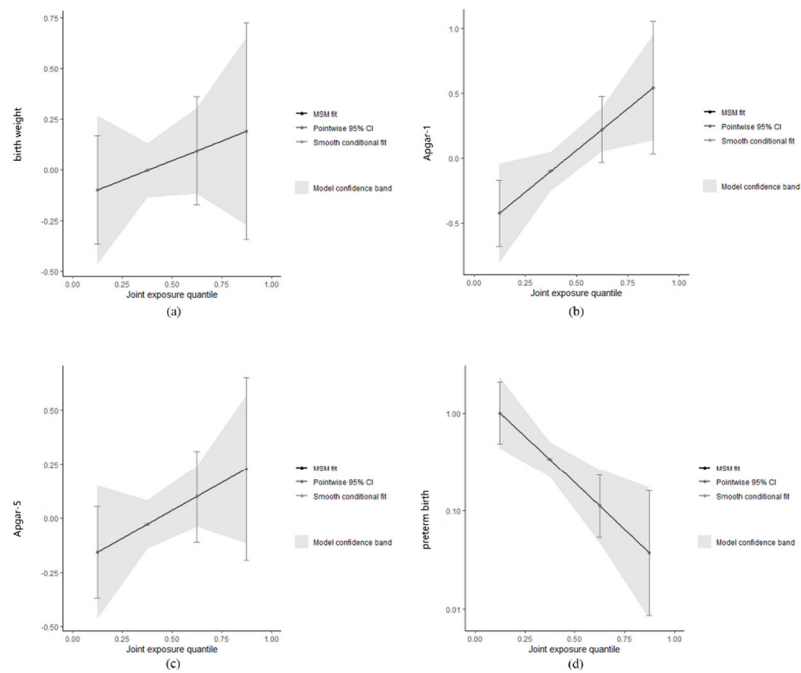 birth weight
0.75
0.50
0.25
0.00
-0.25
-0.50
0.00 0.25 0.50 0.75 1.00
Joint exposure quantile
MSM fit
Pointwise 95% CI
Smooth conditional fit
Model confidence band
(a)
Apgar-1
1.0
0.5
0.0
-0.5
0.00 0.25 0.50 0.75 1.00
Joint exposure quantile
MSM fit
Pointwise 95% CI
Smooth conditional fit
Model confidence band
(b)
Apgar-5
0.50
0.25
0.00
-0.25
-0.50
0.00 0.25 0.50 0.75 1.00
Joint exposure quantile
MSM fit
Pointwise 95% CI
Smooth conditional fit
Model confidence band
(c)
preterm birth
1.00
0.10
0.01
0.00 0.25 0.50 0.75 1.00
Joint exposure quantile
MSM fit
Pointwise 95% CI
Smooth conditional fit
Model confidence band
(d)